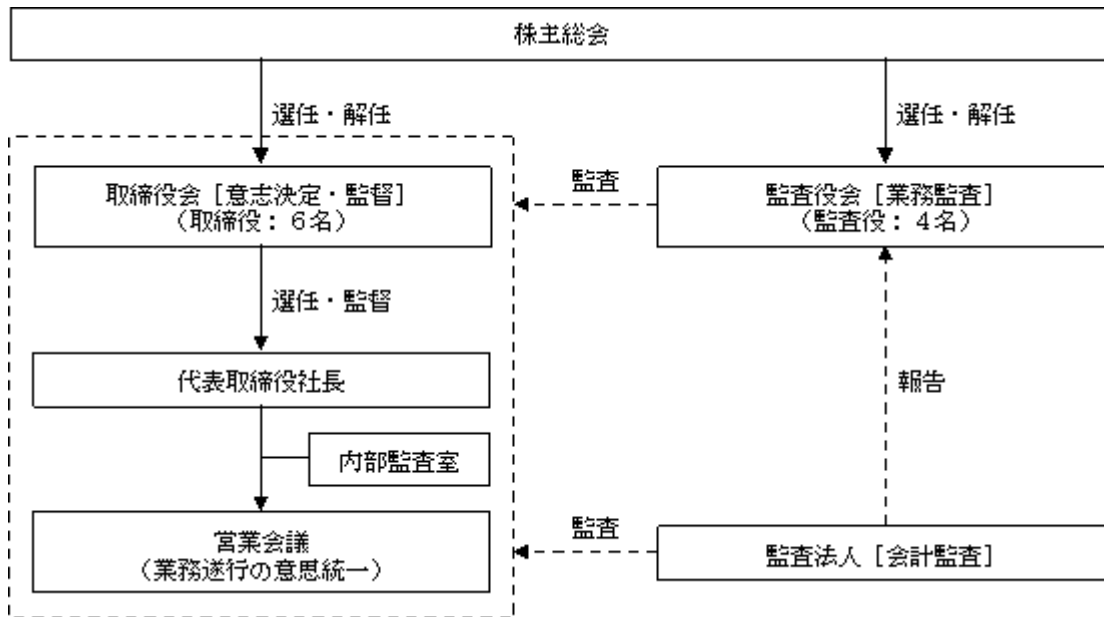 株主総会
選任・解任
選任・解任
取締役会［意志決定・監督］
（取締役：６名）
監査
監査役会［業務監査］
（監査役：４名）
選任・監督
代表取締役社長
報告
内部監査室
営業会議
（業務遂行の意思統一）
監査
監査法人［会計監査］